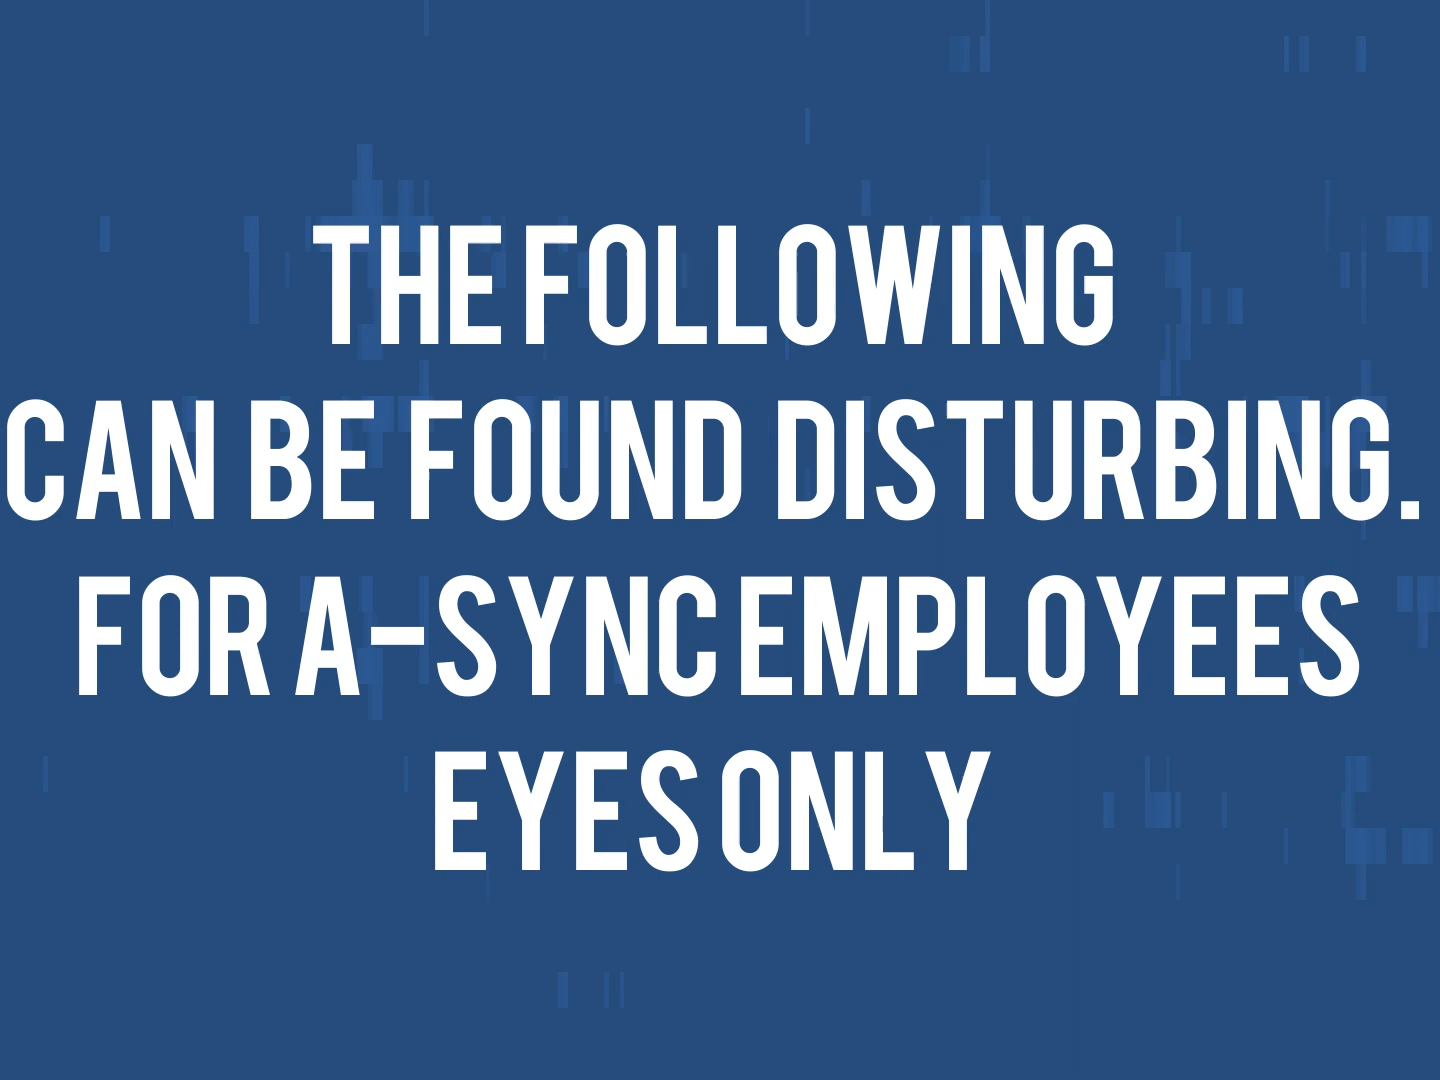 THE FOLLOWING
CAN BE FOUND DISTURBING.
FOR A-SYNC EMPLOYEES
EYES ONLY